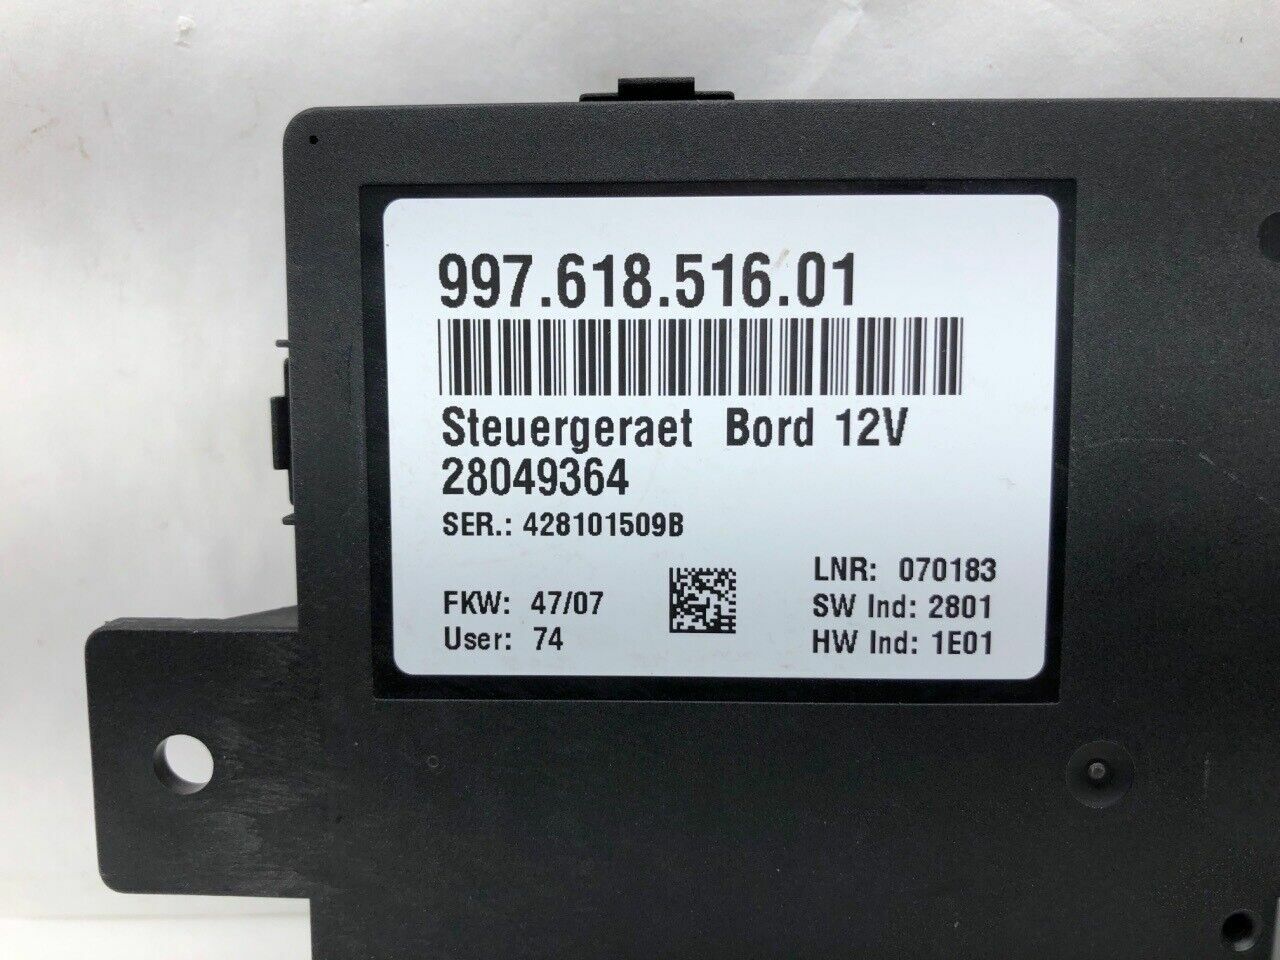 997.618.516.01
Steuergeraet Bord 12V
28049364
SER.: 428101509B
FKW: 47/07
User: 74
LNR: 070183
SW Ind: 2801
HW Ind: 1E01